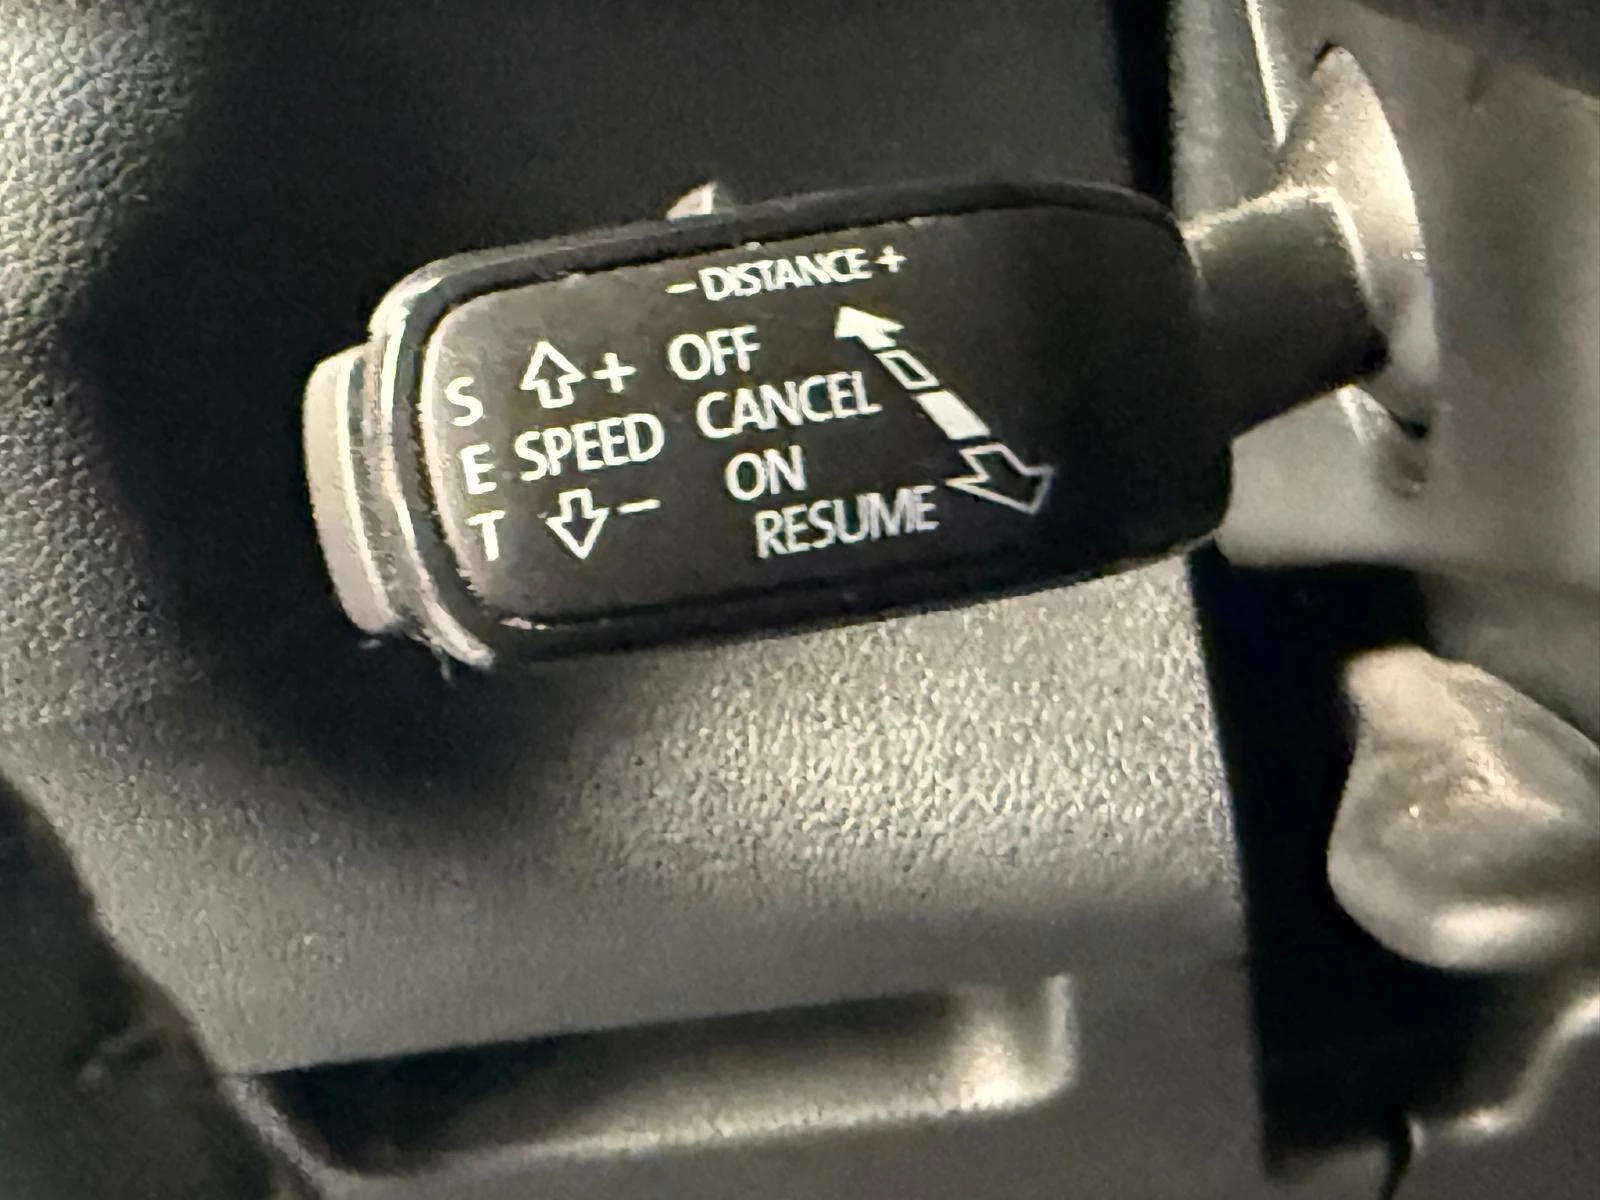 - DISTANCE +
+ OFF
S CANCEL
E SPEED ON
T - RESUME